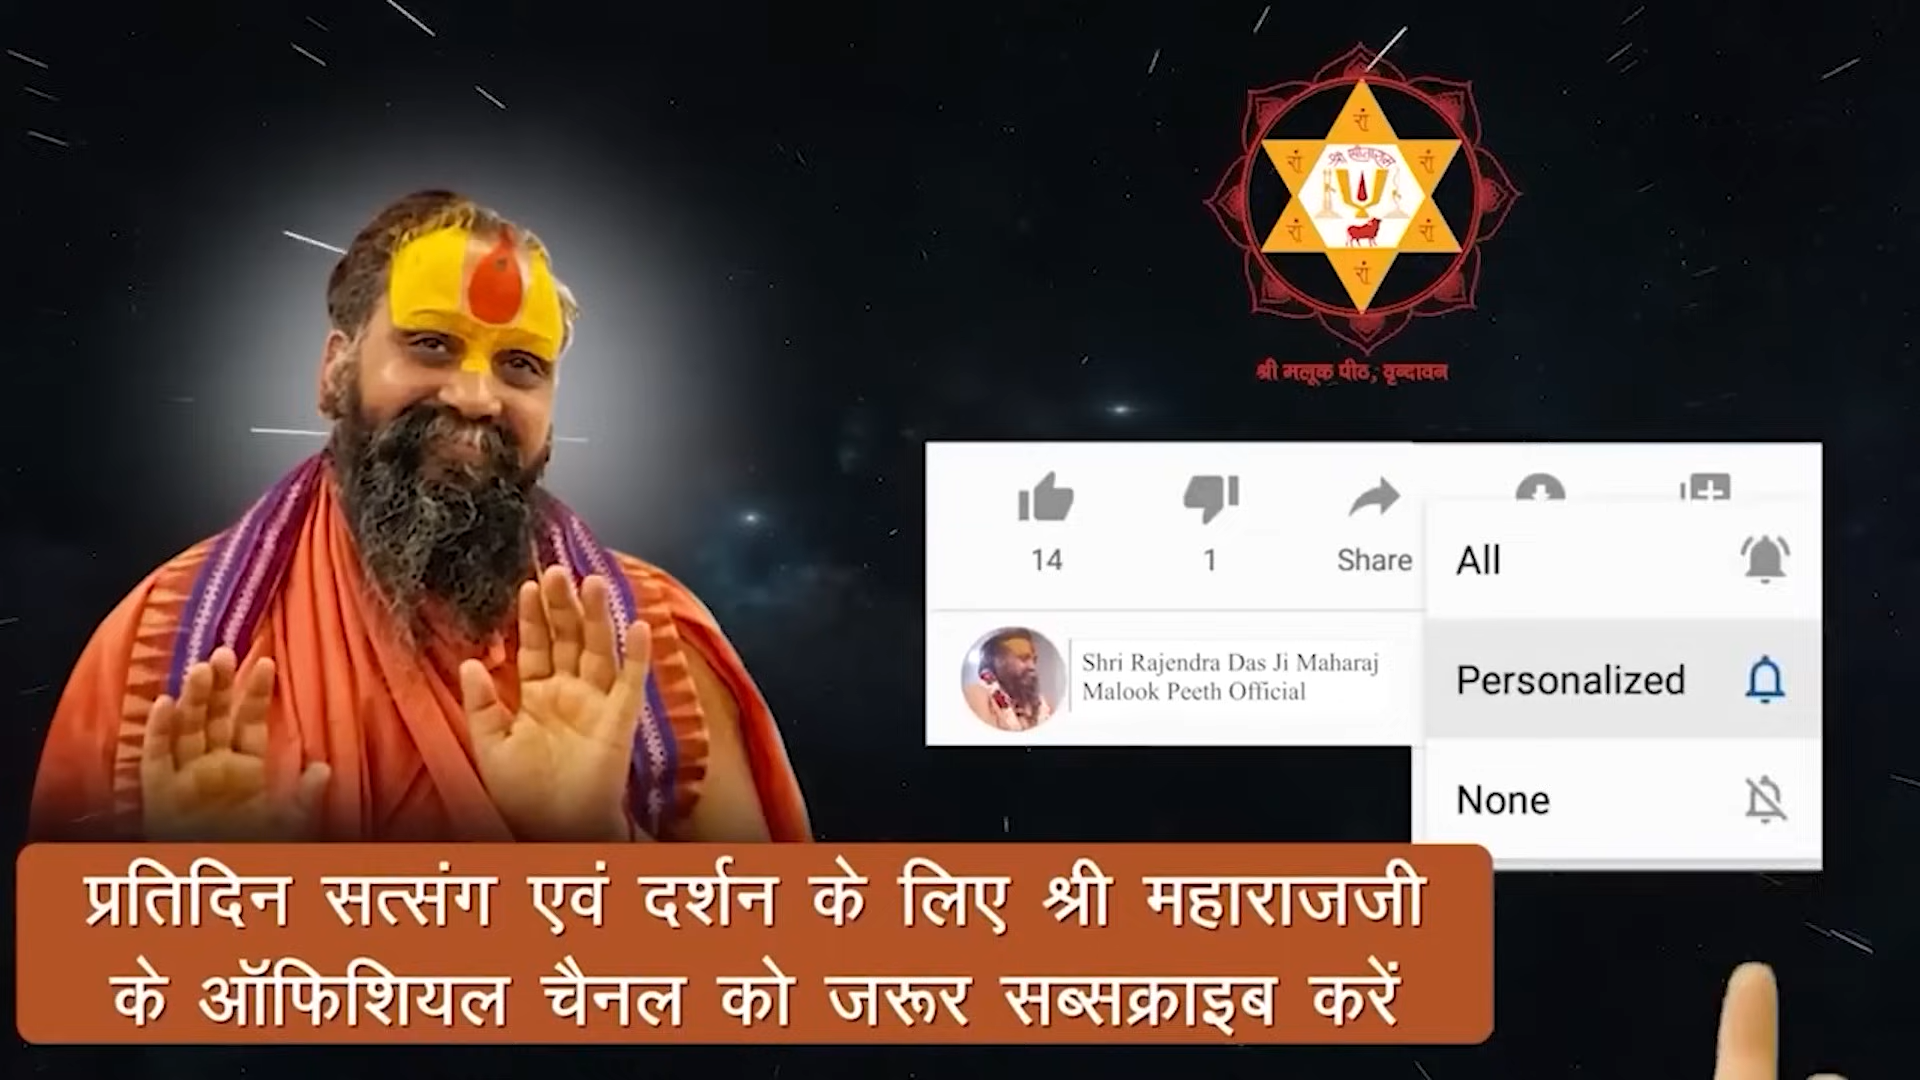 रां
रां
रां
श्री सीताराम
रां
रां
रां
श्री मलूक पीठ, वृन्दावन
14
1
Share
All
Personalized
None
Shri Rajendra Das Ji Maharaj
Malook Peeth Official
प्रतिदिन सत्संग एवं दर्शन के लिए श्री महाराजजी
के ऑफिशियल चैनल को जरूर सब्सक्राइब करें